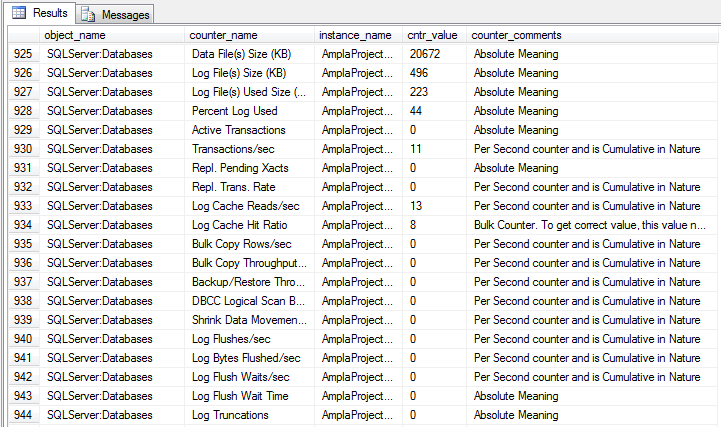 Results Messages
object_name counter_name instance_name cntr_value counter_comments
925 SQLServer:Databases Data File(s) Size (KB) AmplaProject... 20672 Absolute Meaning
926 SQLServer:Databases Log File(s) Size (KB) AmplaProject... 496 Absolute Meaning
927 SQLServer:Databases Log File(s) Used Size (... AmplaProject... 223 Absolute Meaning
928 SQLServer:Databases Percent Log Used AmplaProject... 44 Absolute Meaning
929 SQLServer:Databases Active Transactions AmplaProject... 0 Absolute Meaning
930 SQLServer:Databases Transactions/sec AmplaProject... 11 Per Second counter and is Cumulative in Nature
931 SQLServer:Databases Repl. Pending Xacts AmplaProject... 0 Absolute Meaning
932 SQLServer:Databases Repl. Trans. Rate AmplaProject... 0 Per Second counter and is Cumulative in Nature
933 SQLServer:Databases Log Cache Reads/sec AmplaProject... 13 Per Second counter and is Cumulative in Nature
934 SQLServer:Databases Log Cache Hit Ratio AmplaProject... 8 Bulk Counter. To get correct value, this value n...
935 SQLServer:Databases Bulk Copy Rows/sec AmplaProject... 0 Per Second counter and is Cumulative in Nature
936 SQLServer:Databases Bulk Copy Throughput... AmplaProject... 0 Per Second counter and is Cumulative in Nature
937 SQLServer:Databases Backup/Restore Thro... AmplaProject... 0 Per Second counter and is Cumulative in Nature
938 SQLServer:Databases DBCC Logical Scan B... AmplaProject... 0 Per Second counter and is Cumulative in Nature
939 SQLServer:Databases Shrink Data Movemen... AmplaProject... 0 Per Second counter and is Cumulative in Nature
940 SQLServer:Databases Log Flushes/sec AmplaProject... 0 Per Second counter and is Cumulative in Nature
941 SQLServer:Databases Log Bytes Flushed/sec AmplaProject... 0 Per Second counter and is Cumulative in Nature
942 SQLServer:Databases Log Flush Waits/sec AmplaProject... 0 Per Second counter and is Cumulative in Nature
943 SQLServer:Databases Log Flush Wait Time AmplaProject... 0 Absolute Meaning
944 SQLServer:Databases Log Truncations AmplaProject... 0 Absolute Meaning